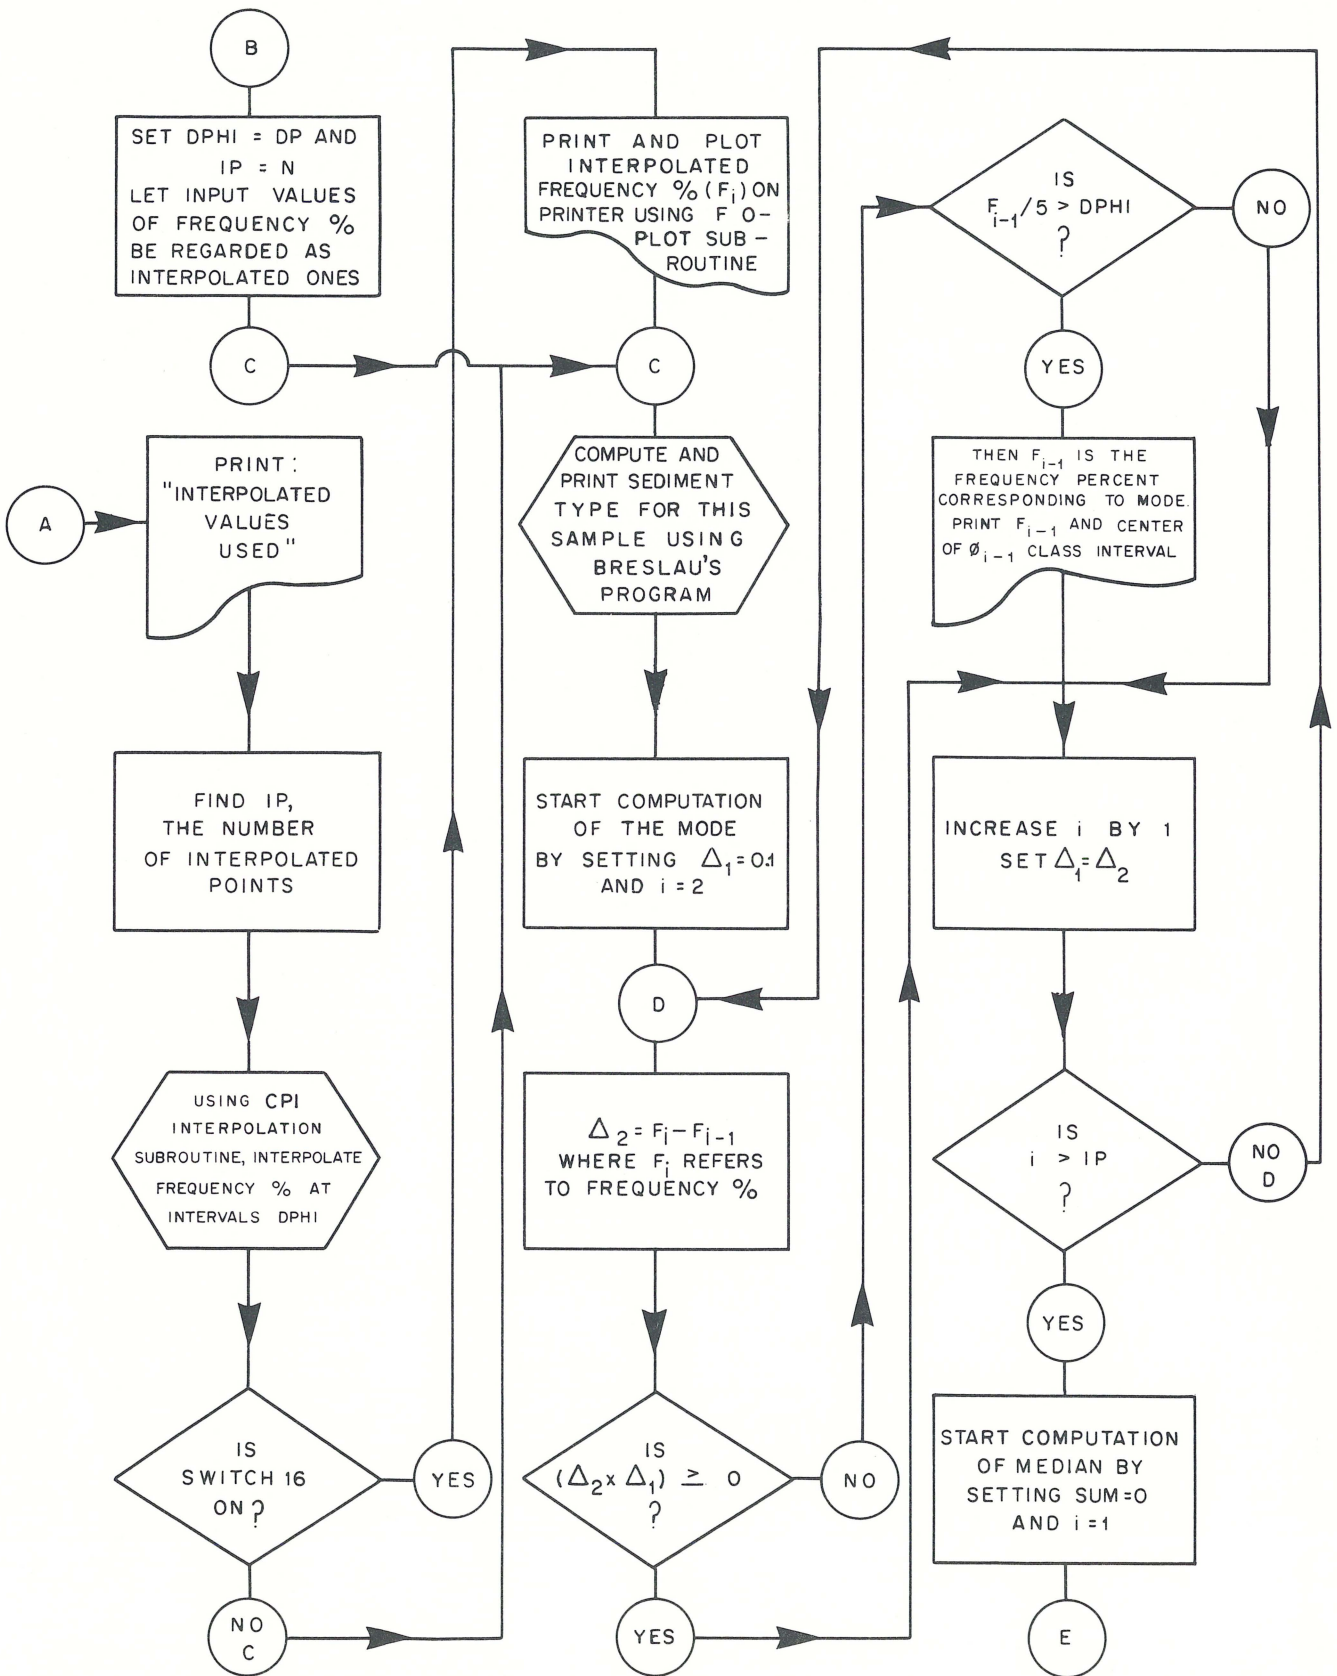 B
SET DPHI = DP AND
IP = N
LET INPUT VALUES
OF FREQUENCY %
BE REGARDED AS
INTERPOLATED ONES
C
A
PRINT:
"INTERPOLATED
VALUES
USED"
FIND IP,
THE NUMBER
OF INTERPOLATED
POINTS
USING CPI
INTERPOLATION
SUBROUTINE, INTERPOLATE
FREQUENCY % AT
INTERVALS DPHI
IS
SWITCH 16
ON?
YES
NO
C
PRINT AND PLOT
INTERPOLATED
FREQUENCY % (Fi) ON
PRINTER USING F O-
PLOT SUB-
ROUTINE
C
COMPUTE AND
PRINT SEDIMENT
TYPE FOR THIS
SAMPLE USING
BRESLAU'S
PROGRAM
START COMPUTATION
OF THE MODE
BY SETTING Δ1=0.1
AND i = 2
D
Δ2 = Fi – Fi-1
WHERE Fi REFERS
TO FREQUENCY %
IS
(Δ2 x Δ1) ≥ 0
?
NO
YES
IS
Fi-1/5 > DPHI
?
NO
YES
THEN Fi-1 IS THE
FREQUENCY PERCENT
CORRESPONDING TO MODE.
PRINT Fi-1 AND CENTER
OF Øi-1 CLASS INTERVAL
INCREASE i BY 1
SET Δ1=Δ2
IS
i > IP
?
NO
D
YES
START COMPUTATION
OF MEDIAN BY
SETTING SUM=0
AND i=1
E